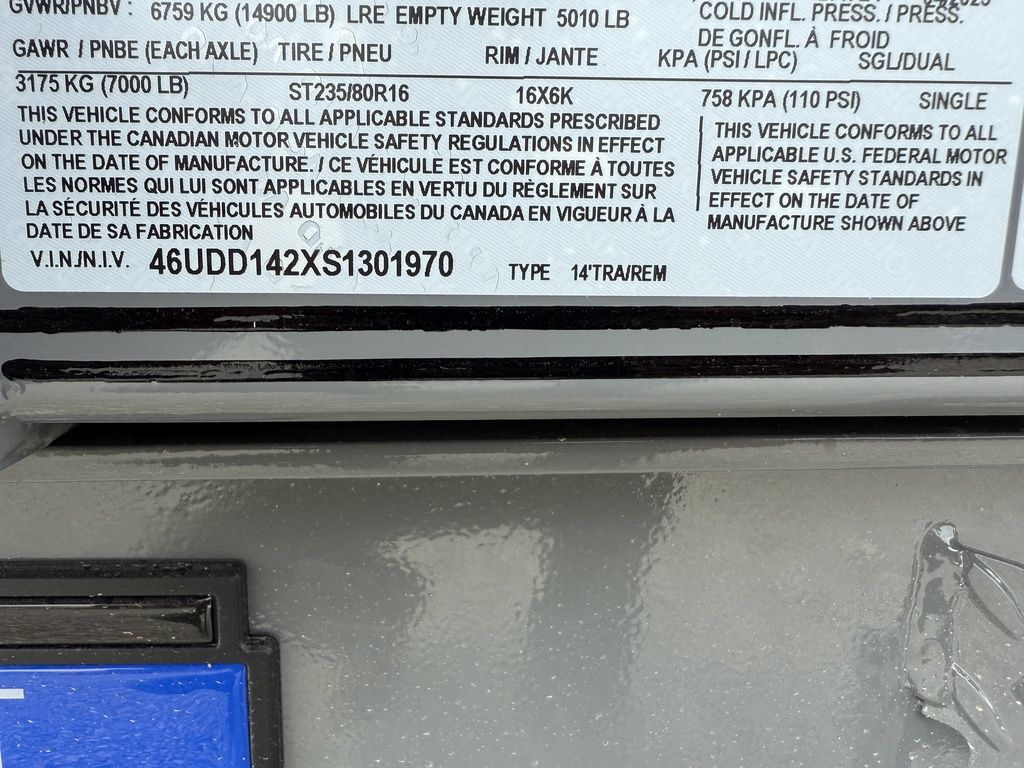 GVWR/PNBV : 6759 KG (14900 LB) LRE EMPTY WEIGHT 5010 LB
COLD INFL. PRESS. / PRESS.
DE GONFL. À FROID
GAWR / PNBE (EACH AXLE) TIRE / PNEU RIM / JANTE KPA (PSI / LPC) SGL/DUAL
3175 KG (7000 LB) ST235/80R16 16X6K 758 KPA (110 PSI) SINGLE
THIS VEHICLE CONFORMS TO ALL APPLICABLE STANDARDS PRESCRIBED
UNDER THE CANADIAN MOTOR VEHICLE SAFETY REGULATIONS IN EFFECT
ON THE DATE OF MANUFACTURE. / CE VÉHICULE EST CONFORME À TOUTES
LES NORMES QUI LUI SONT APPLICABLES EN VERTU DU RÈGLEMENT SUR
LA SÉCURITÉ DES VÉHICULES AUTOMOBILES DU CANADA EN VIGUEUR À LA
DATE DE SA FABRICATION
THIS VEHICLE CONFORMS TO ALL
APPLICABLE U.S. FEDERAL MOTOR
VEHICLE SAFETY STANDARDS IN
EFFECT ON THE DATE OF
MANUFACTURE SHOWN ABOVE
V.I.N./N.I.V. 46UDD142XS1301970 TYPE 14'TRA/REM